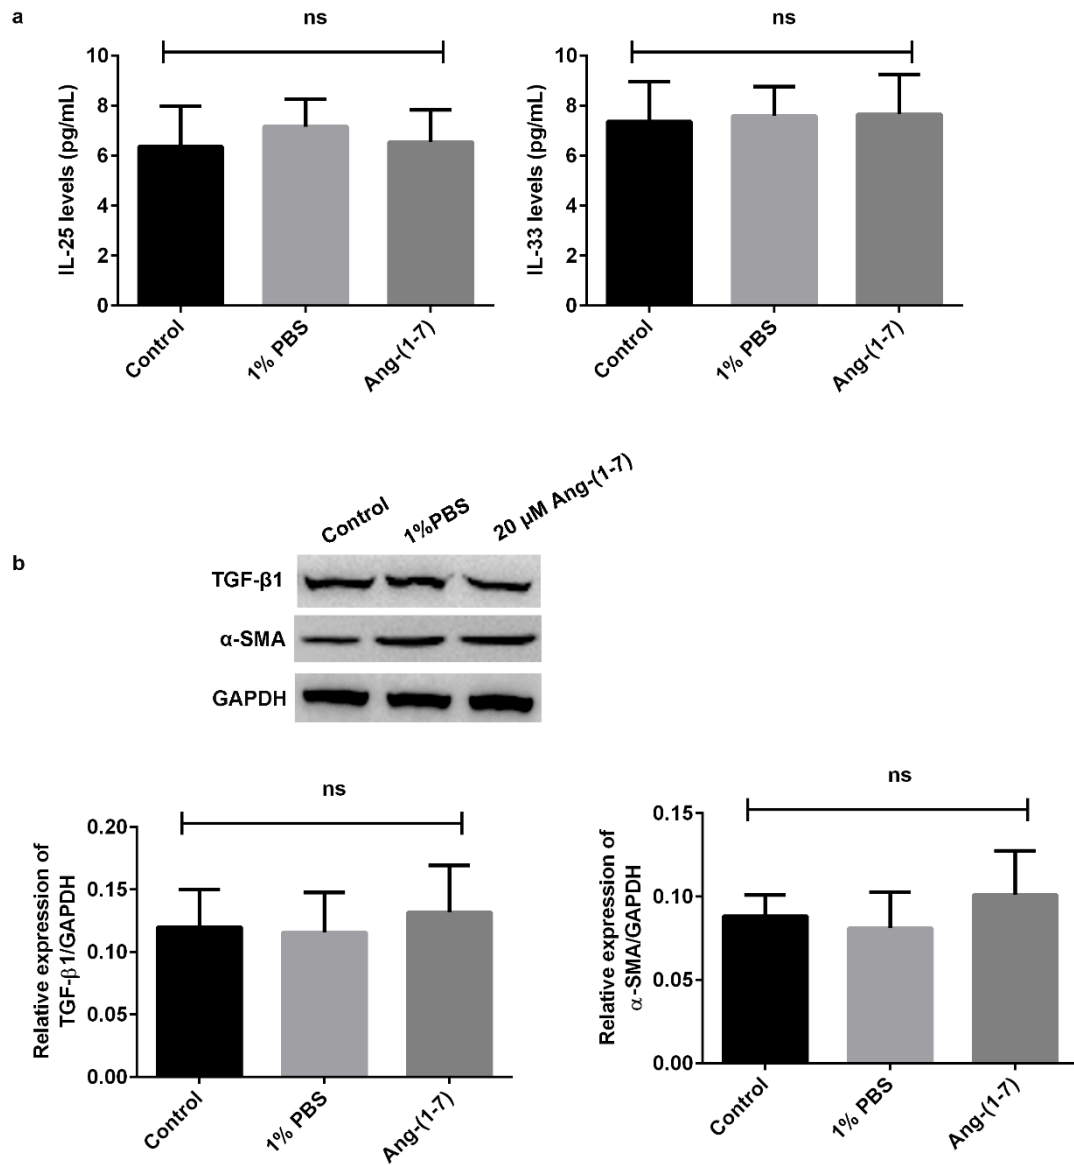 a
ns
10
8
6
4
2
0
IL-25 levels (pg/mL)
Control
1% PBS
Ang-(1-7)
ns
10
8
6
4
2
0
IL-33 levels (pg/mL)
Control
1% PBS
Ang-(1-7)
b
Control
1%PBS
20 μM Ang-(1-7)
TGF-β1
α-SMA
GAPDH
ns
0.20
0.15
0.10
0.05
0.00
Relative expression of
TGF-β1/GAPDH
Control
1% PBS
Ang-(1-7)
ns
0.15
0.10
0.05
0.00
Relative expression of
α-SMA/GAPDH
Control
1% PBS
Ang-(1-7)